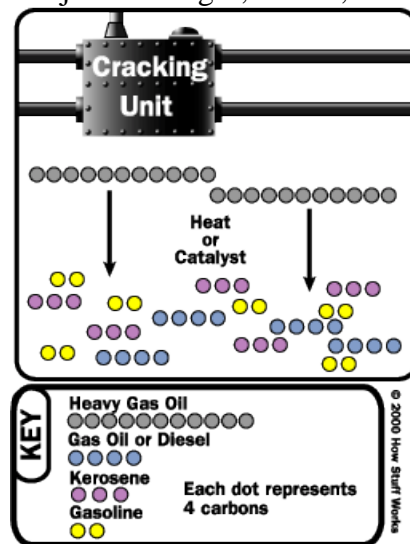 Cracking
Unit
Heat
or
Catalyst
KEY
Heavy Gas Oil
Gas Oil or Diesel
Kerosene
Gasoline
Each dot represents
4 carbons
© 2000 How Stuff Works